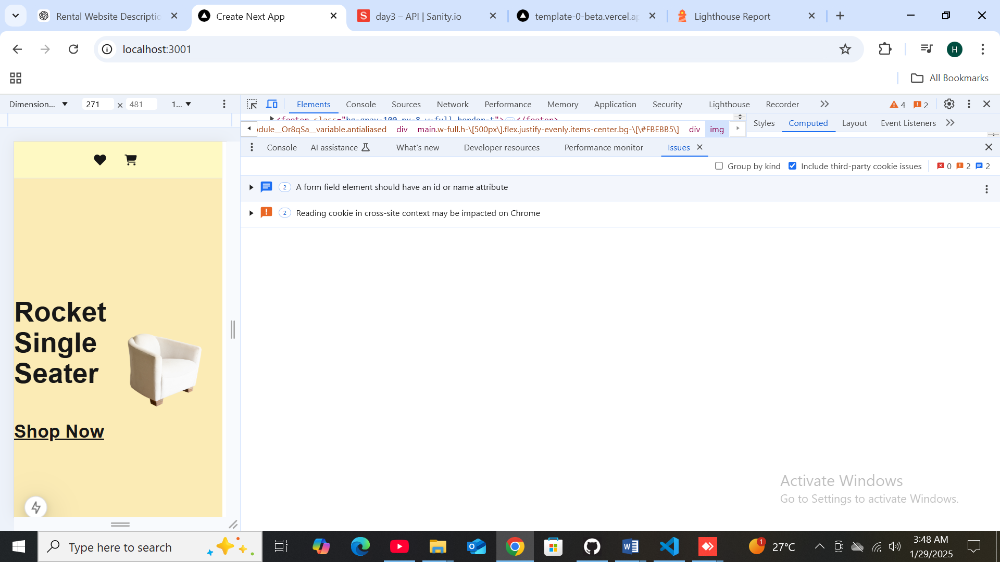 Rental Website Descriptio
Create Next App
day3 – API | Sanity.io
template-0-beta.vercel.ap
Lighthouse Report
localhost:3001
H
All Bookmarks
Dimension...
271
×
481
1...
Elements
Console
Sources
Network
Performance
Memory
Application
Security
Lighthouse
Recorder
4
2
<footer class="bg-gray-100 py-8 w-full border-t">…</footer>
odule__Or8qSa__variable.antialiased
div
main.w-full.h-\[500px\].flex.justify-evenly.items-center.bg-\[\#FBEBB5\]
div
img
Styles
Computed
Layout
Event Listeners
Console
AI assistance
What's new
Developer resources
Performance monitor
Issues
Group by kind
Include third-party cookie issues
0
2
2
2 A form field element should have an id or name attribute
2 Reading cookie in cross-site context may be impacted on Chrome
Rocket
Single
Seater
Shop Now
Activate Windows
Go to Settings to activate Windows.
Type here to search
1
27°C
3:48 AM
1/29/2025